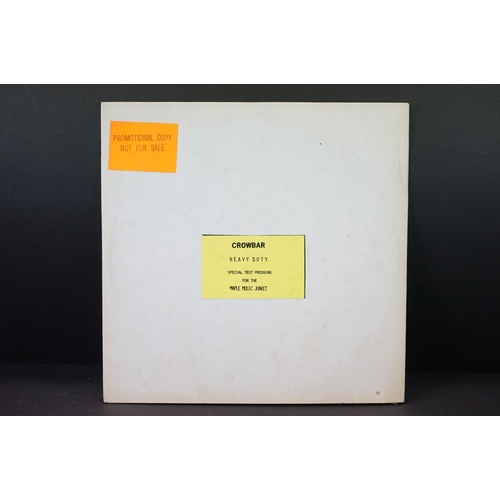 PROMOTIONAL COPY
NOT FOR SALE
CROWBAR
HEAVY DUTY
SPECIAL TEST PRESSING
FOR THE
MAPLE MUSIC JUNKET